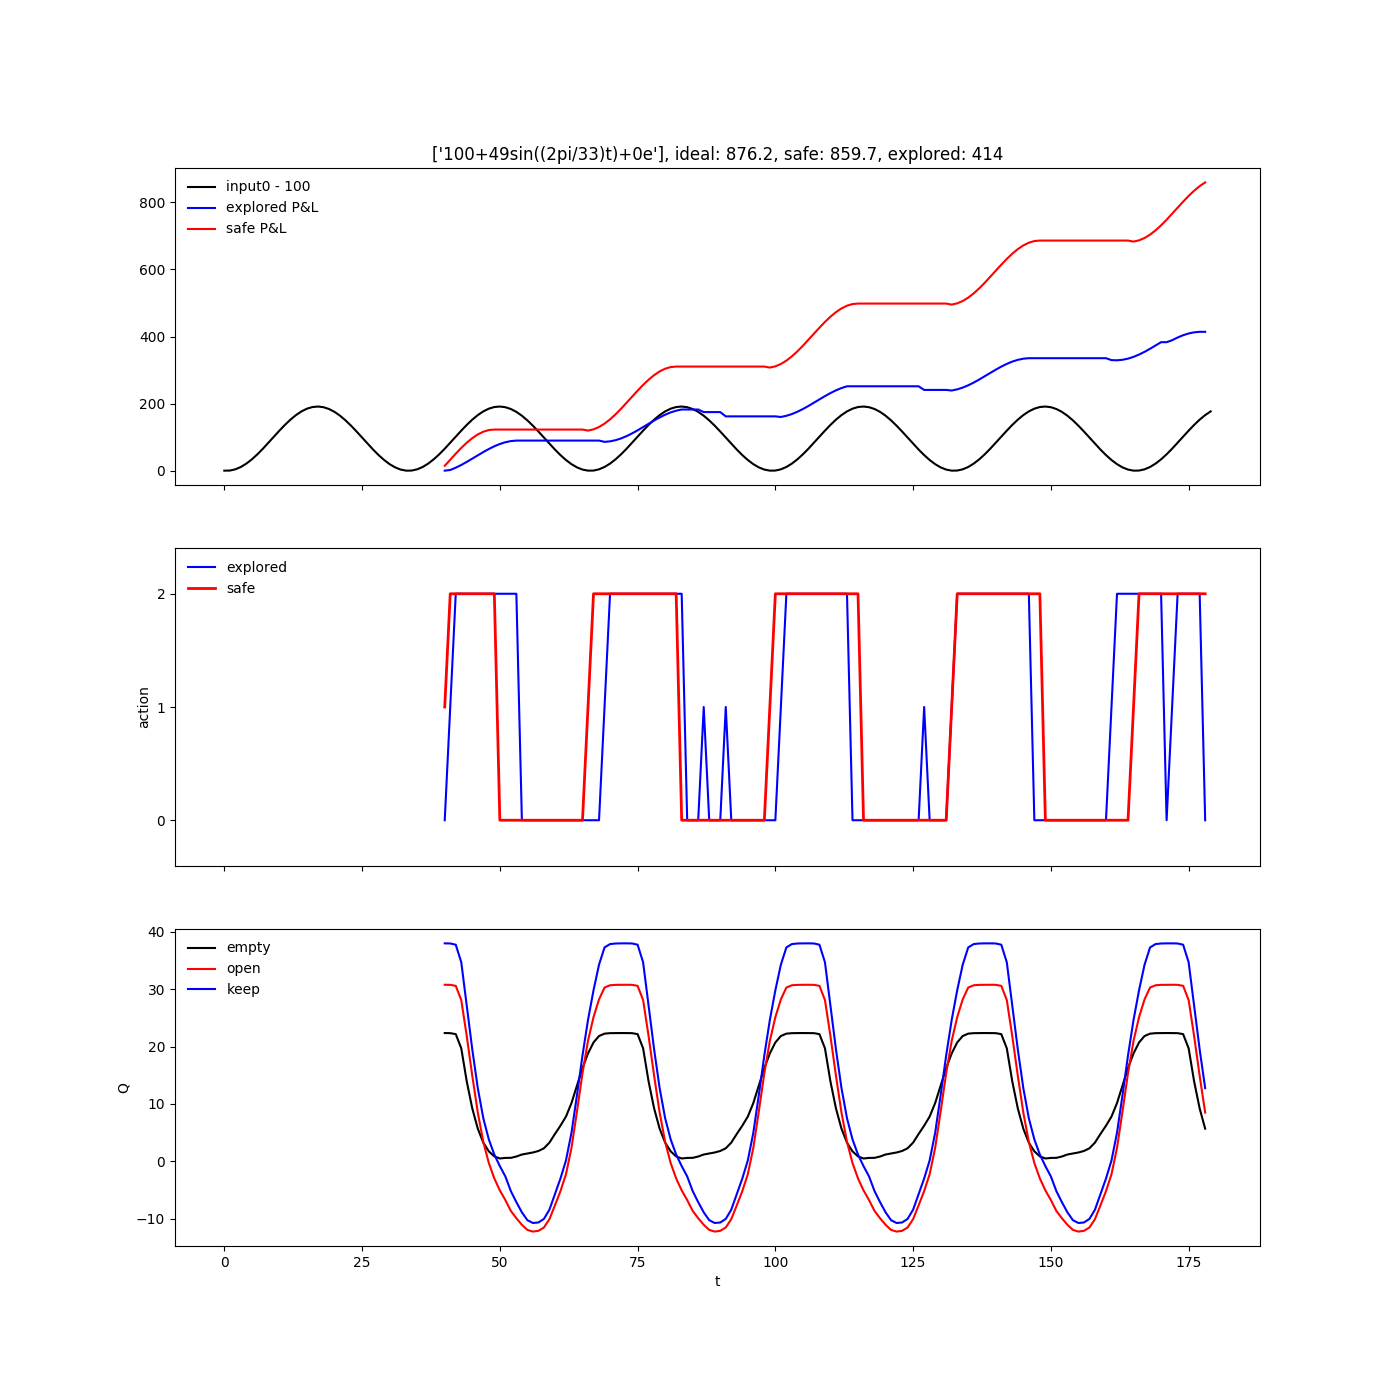 ['100+49sin((2pi/33)t)+0e'], ideal: 876.2, safe: 859.7, explored: 414
input0 - 100
explored P&L
safe P&L
800
600
400
200
0
explored
safe
action
2
1
0
empty
open
keep
Q
40
30
20
10
0
−10
0 25 50 75 100 125 150 175
t